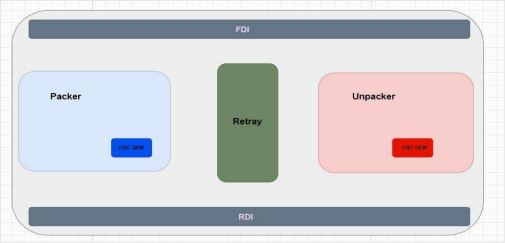 FDI
Packer
Retray
Unpacker
CRC GEN
CRC GEN
RDI